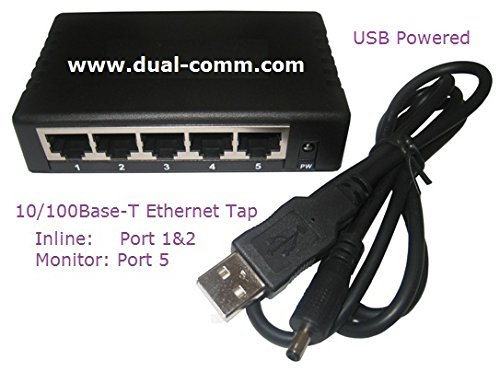 USB Powered
www.dual-comm.com
1 2 3 4 5 PW
10/100Base-T Ethernet Tap
Inline: Port 1&2
Monitor: Port 5